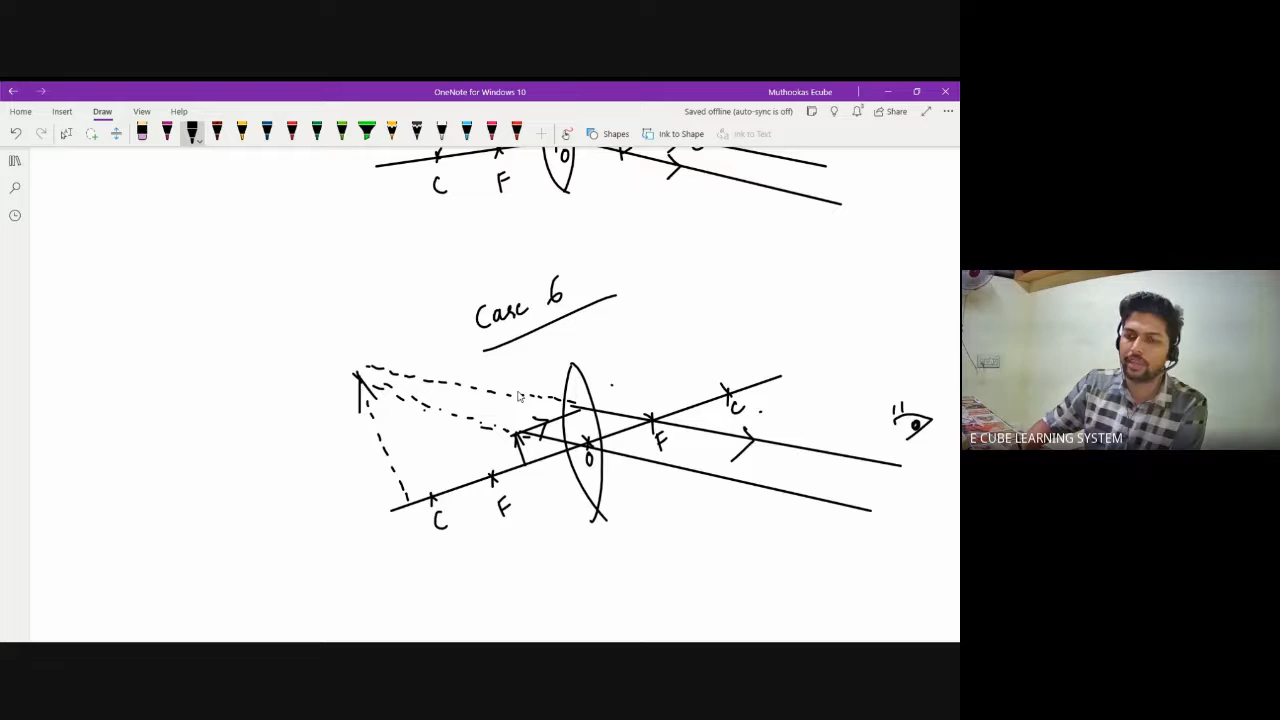 OneNote for Windows 10
Muthookas Ecube
Home Insert Draw View Help
Saved offline (auto-sync is off)
Share
Shapes
Ink to Shape
Ink to Text
O
F
C F
Case 6
C
F
O
F
C
E CUBE LEARNING SYSTEM